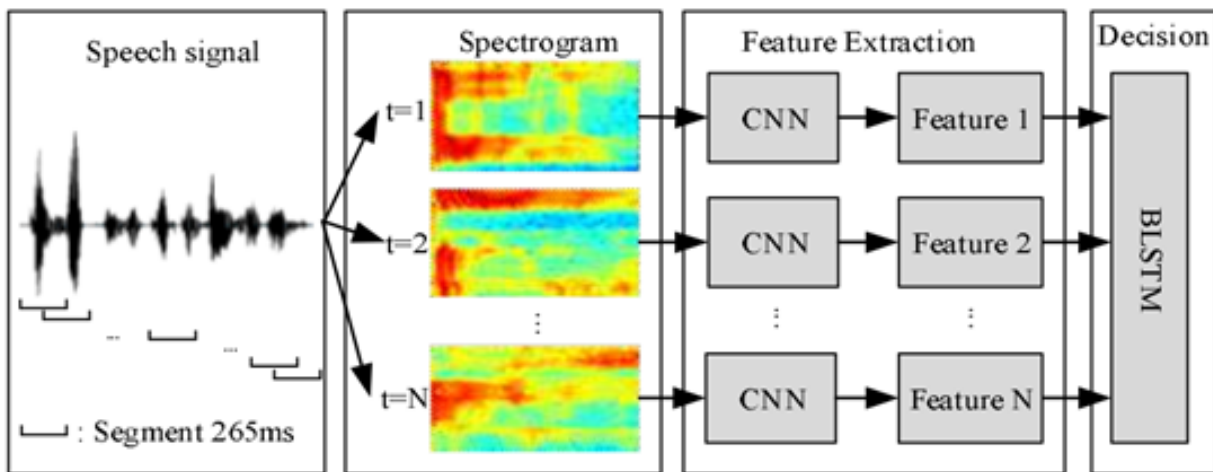 Speech signal
...
...
: Segment 265ms
Spectrogram
t=1
t=2
⋮
t=N
Feature Extraction
CNN
Feature 1
CNN
Feature 2
⋮
⋮
CNN
Feature N
Decision
BLSTM